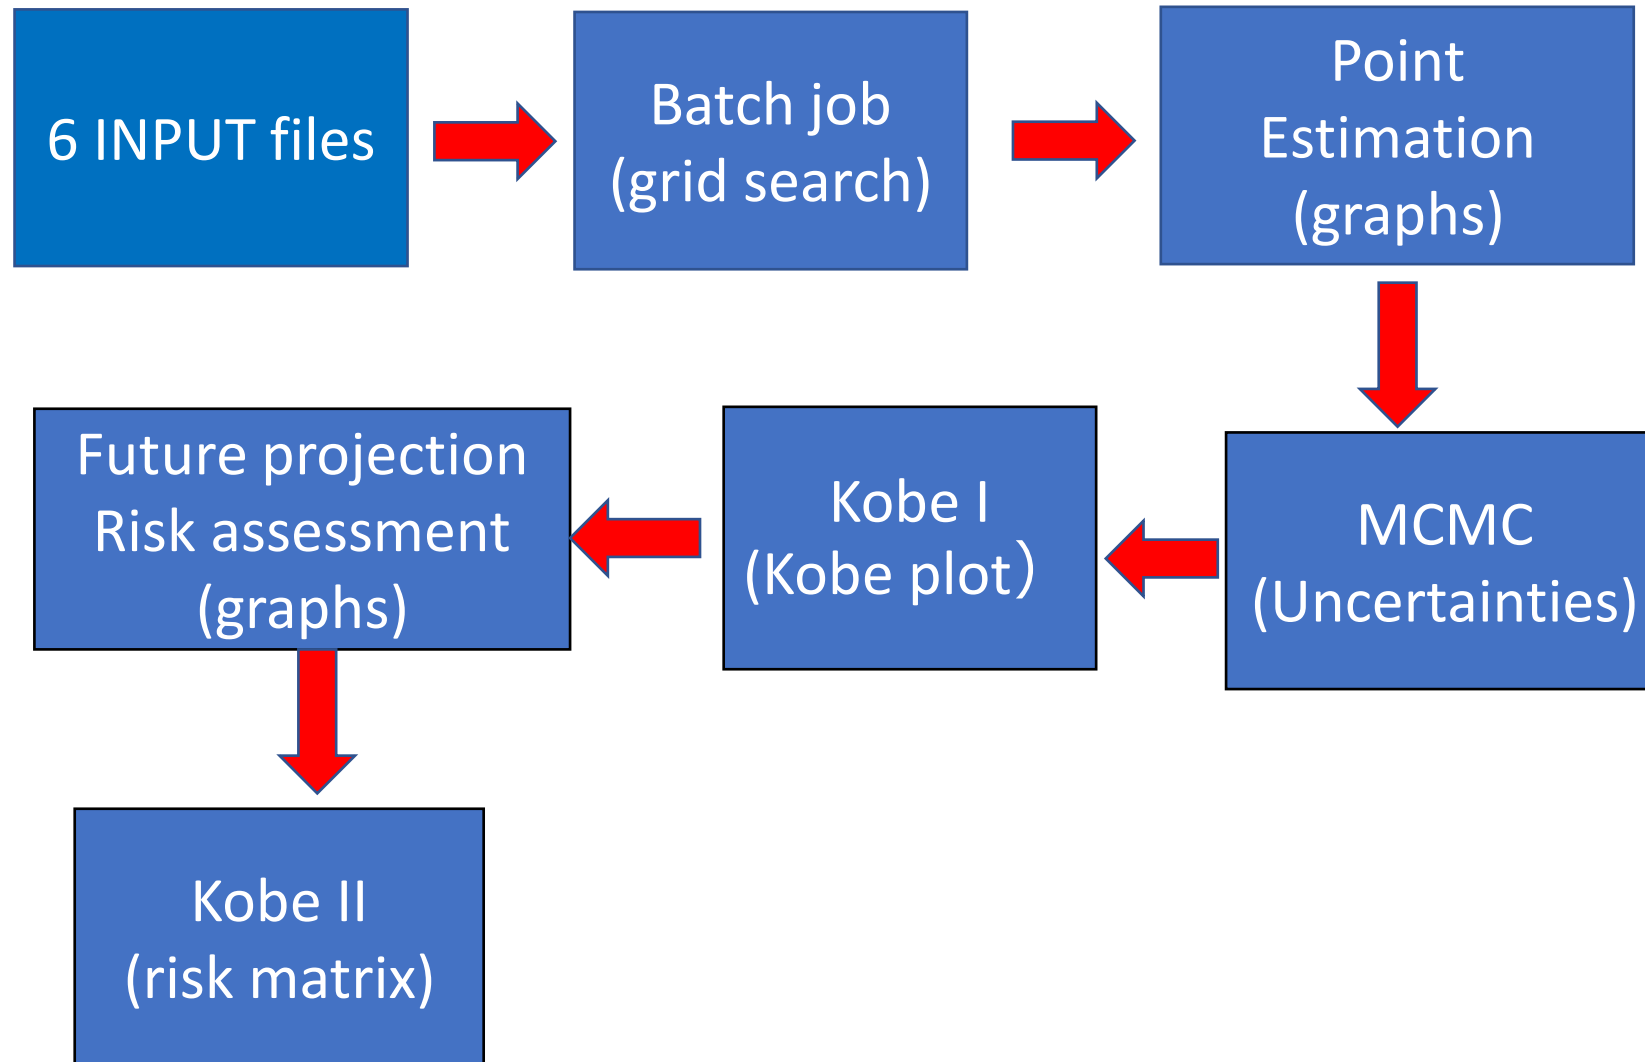 6 INPUT files
Batch job
(grid search)
Point
Estimation
(graphs)
MCMC
(Uncertainties)
Kobe I
(Kobe plot）
Future projection
Risk assessment
(graphs)
Kobe II
(risk matrix)